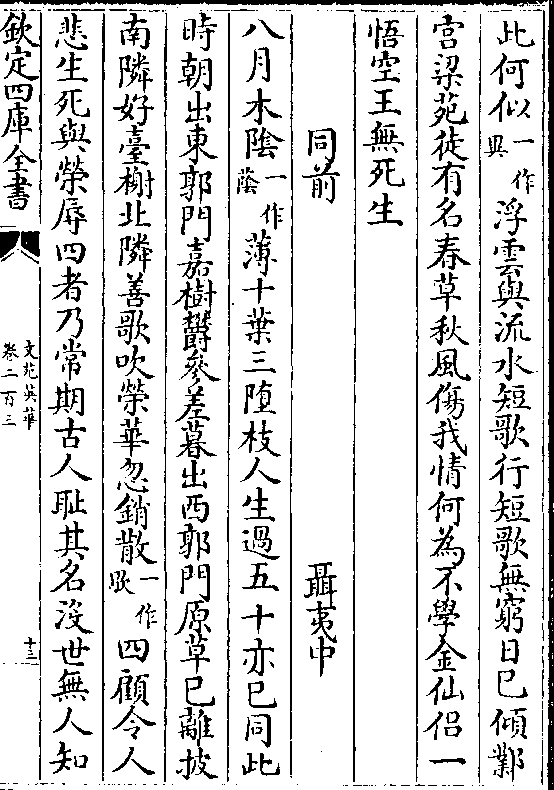 此何似一作與浮雲與流水短歌行短歌無窮日已傾鄴
宫梁苑徒有名春草秋風傷我情何為不學金仙侣一
悟空王無死生
同前 聶夷中
八月木陰一作蔭薄十葉三堕枝人生過五十亦已同此
時朝出東郭門嘉樹鬱參差暮出西郭門原草已離披
南隣好臺榭北隣善歌吹榮華忽銷散一作歇四顧令人
悲生死與榮辱四者乃常期古人耻其名沒世無人知
欽定四庫全書
文苑英華
卷二百三
十三